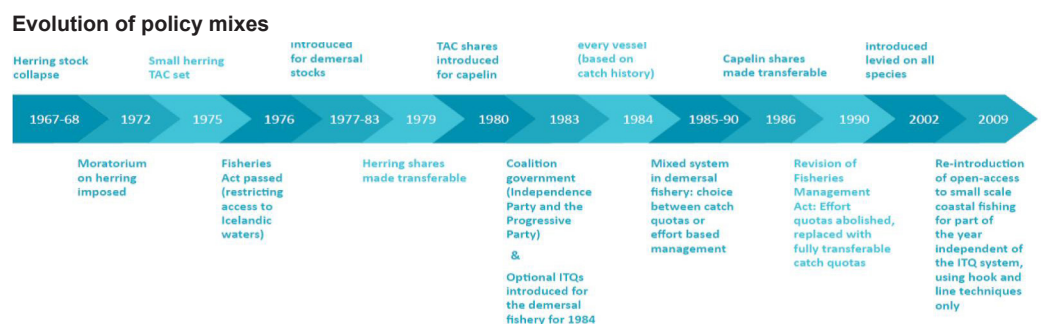 Evolution of policy mixes
Herring stock
collapse
Small herring
TAC set
introduced
for demersal
stocks
TAC shares
introduced
for capelin
every vessel
(based on
catch history)
Capelin shares
made transferable
introduced
levied on all
species
1967-68
1972
1975
1976
1977-83
1979
1980
1983
1984
1985-90
1986
1990
2002
2009
Moratorium
on herring
imposed
Fisheries
Act passed
(restricting
access to
Icelandic
waters)
Herring shares
made transferable
Coalition
government
(Independence
Party and the
Progressive
Party)
&
Optional ITQs
introduced for
the demersal
fishery for 1984
Mixed system
in demersal
fishery: choice
between catch
quotas or
effort based
management
Revision of
Fisheries
Management
Act: Effort
quotas abolished,
replaced with
fully transferable
catch quotas
Re-introduction
of open-access
to small scale
coastal fishing
for part of
the year
independent of
the ITQ system,
using hook and
line techniques
only